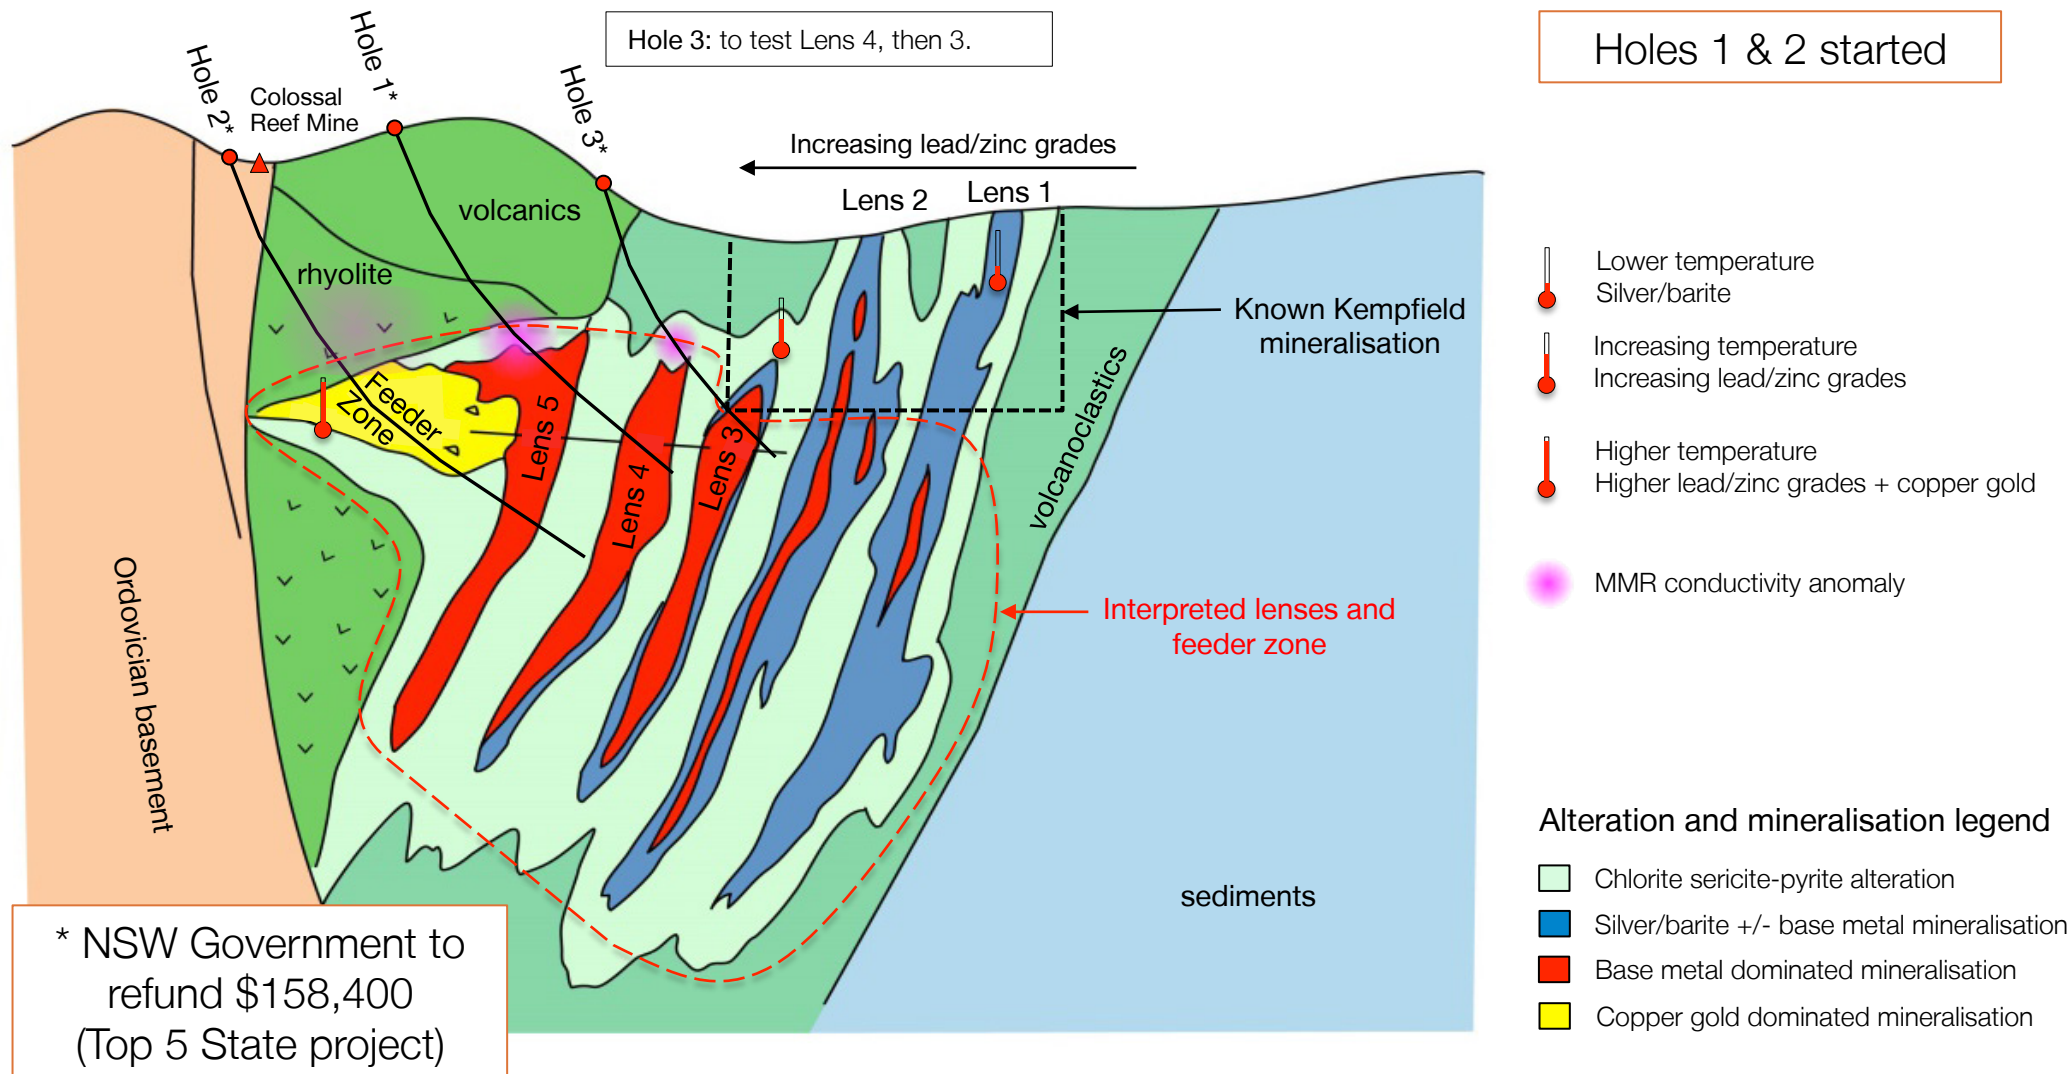 Hole 3: to test Lens 4, then 3.
Holes 1 & 2 started
Hole 2*
Colossal
Reef Mine
Hole 1*
Hole 3*
Increasing lead/zinc grades
Lens 2
Lens 1
volcanics
rhyolite
Known Kempfield
mineralisation
Feeder
Zone
Lens 5
Lens 4
Lens 3
volcanoclastics
Ordovician basement
Interpreted lenses and
feeder zone
sediments
* NSW Government to
refund $158,400
(Top 5 State project)
Lower temperature
Silver/barite
Increasing temperature
Increasing lead/zinc grades
Higher temperature
Higher lead/zinc grades + copper gold
MMR conductivity anomaly
Alteration and mineralisation legend
Chlorite sericite-pyrite alteration
Silver/barite +/- base metal mineralisation
Base metal dominated mineralisation
Copper gold dominated mineralisation